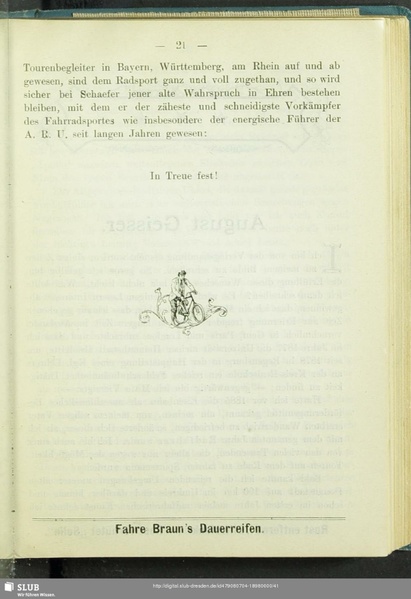 — 21 —
Tourenbegleiter in Bayern, Württemberg, am Rhein auf und ab
gewesen, sind dem Radsport ganz und voll zugethan, und so wird
sicher bei Schaefer jener alte Wahrspruch in Ehren bestehen
bleiben, mit dem er der zäheste und schneidigste Vorkämpfer
des Fahrradsportes wie insbesondere der energische Führer der
A. R. U. seit langen Jahren gewesen:
In Treue fest!
August Geisser
Fahre Braun's Dauerreifen.
SLUB
Wir führen Wissen.
http://digital.slub-dresden.de/id479060704-18980000/41